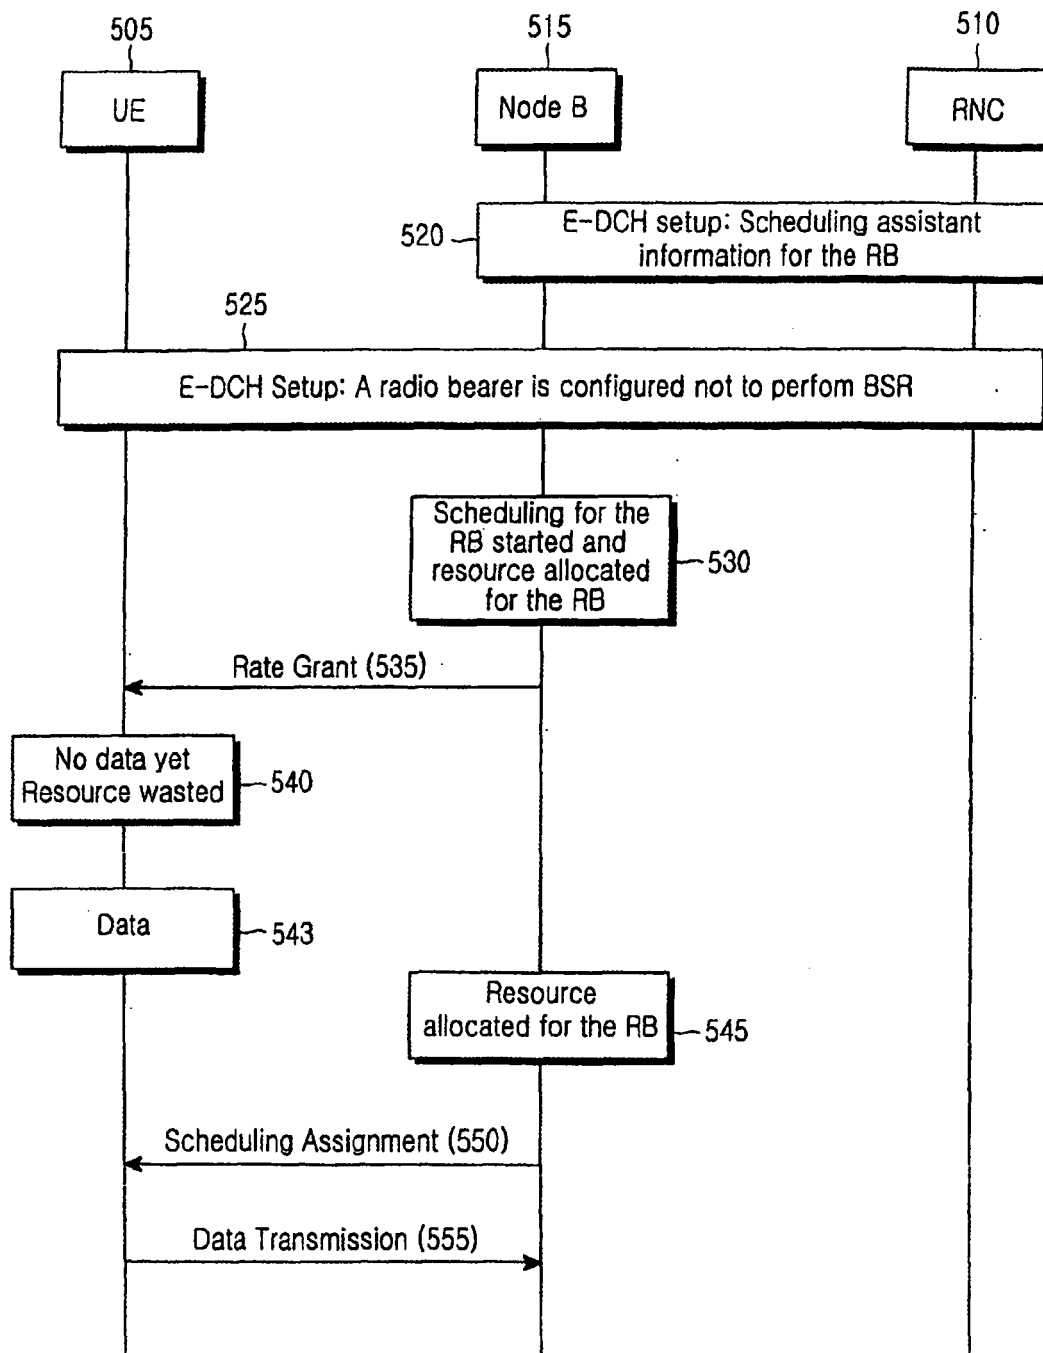 505
515
510
UE
Node B
RNC
520
E-DCH setup: Scheduling assistant
information for the RB
525
E-DCH Setup: A radio bearer is configured not to perfom BSR
Scheduling for the
RB started and
resource allocated
for the RB
530
Rate Grant (535)
No data yet
Resource wasted
540
Data
543
Resource
allocated for the RB
545
Scheduling Assignment (550)
Data Transmission (555)